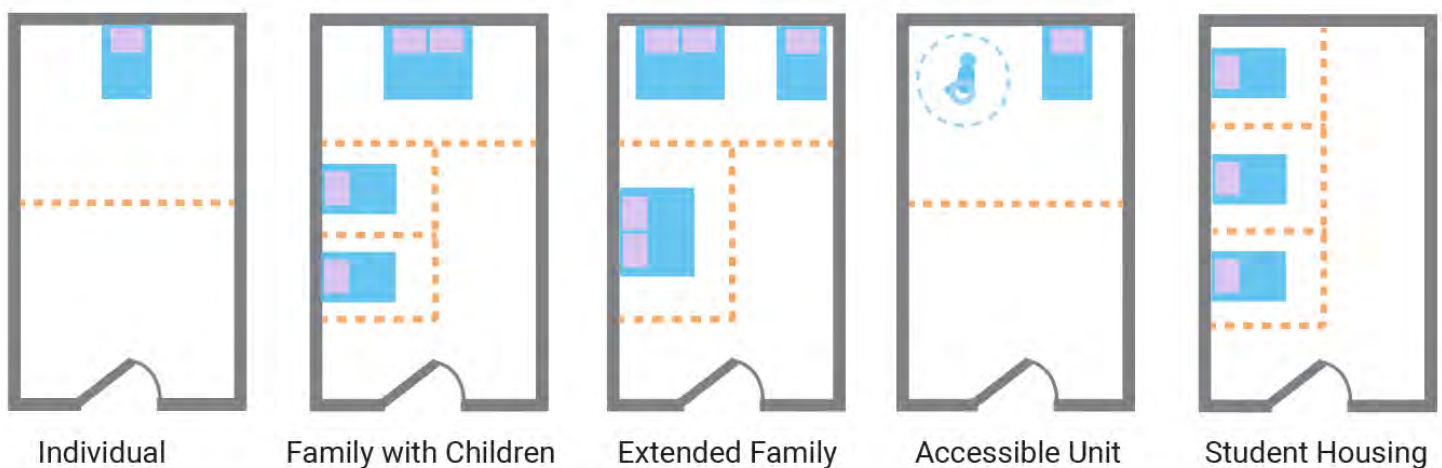 Individual
Family with Children
Extended Family
Accessible Unit
Student Housing